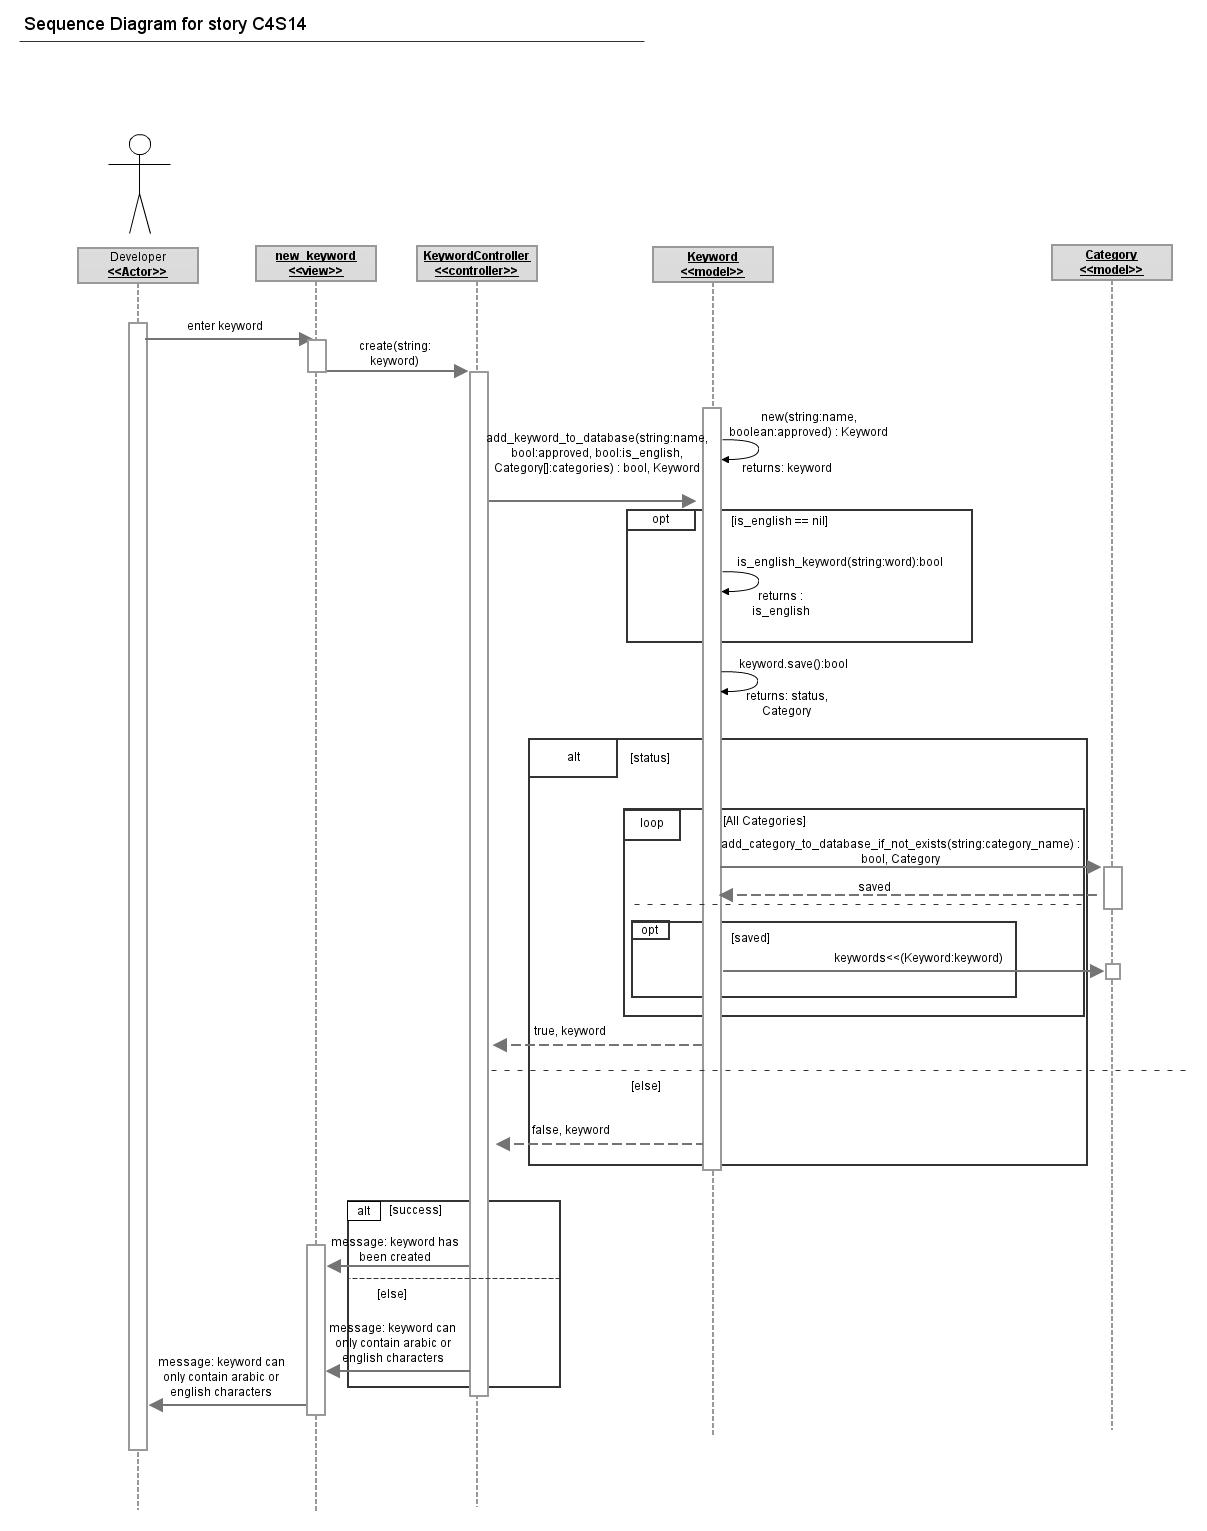 Sequence Diagram for story C4S14
Developer
<<Actor>>
new_keyword
<<view>>
KeywordController
<<controller>>
Keyword
<<model>>
Category
<<model>>
enter keyword
create(string:
keyword)
new(string:name,
boolean:approved) : Keyword
returns: keyword
add_keyword_to_database(string:name,
bool:approved, bool:is_english,
Category[]:categories) : bool, Keyword
opt
[is_english == nil]
is_english_keyword(string:word):bool
returns :
is_english
keyword.save():bool
returns: status,
Category
alt
[status]
loop
[All Categories]
add_category_to_database_if_not_exists(string:category_name) :
bool, Category
saved
opt
[saved]
keywords<<(Keyword:keyword)
true, keyword
[else]
false, keyword
alt
[success]
message: keyword has
been created
[else]
message: keyword can
only contain arabic or
english characters
message: keyword can
only contain arabic or
english characters